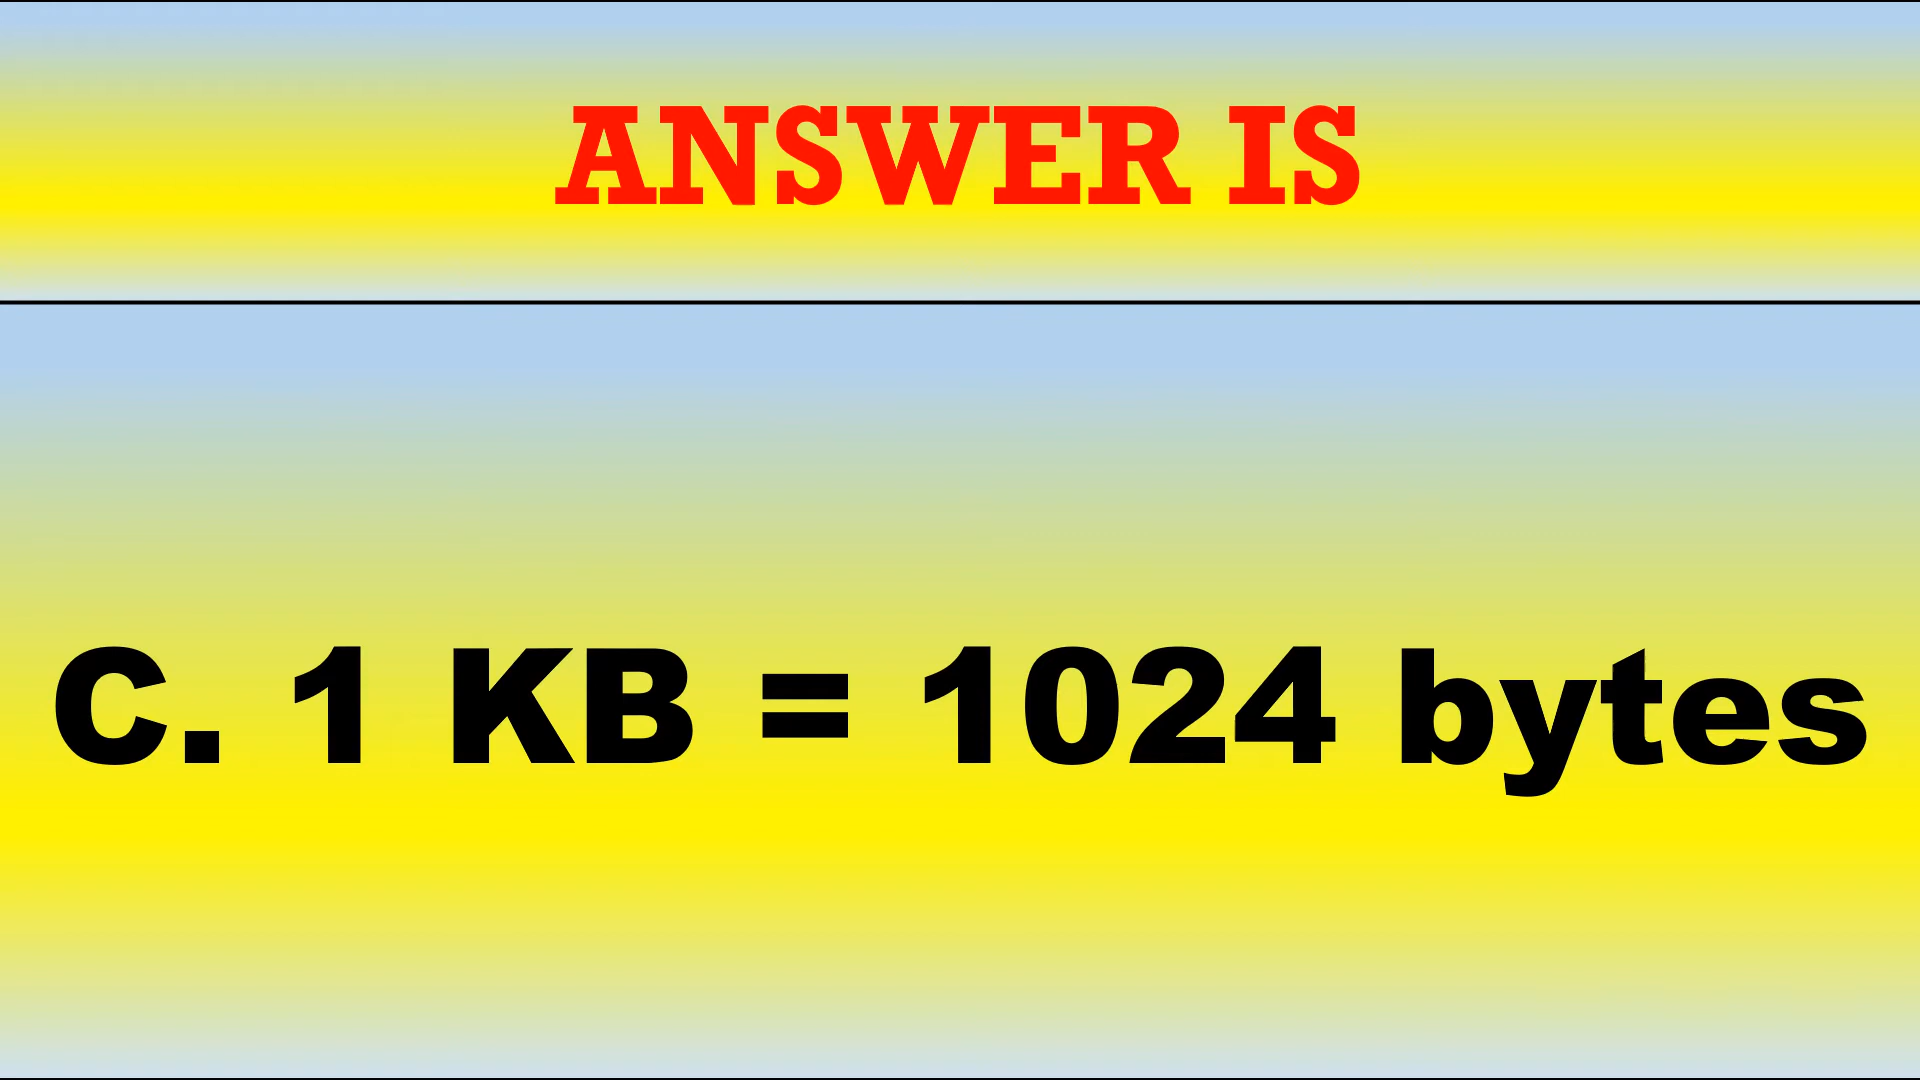 ANSWER IS
C. 1 KB = 1024 bytes